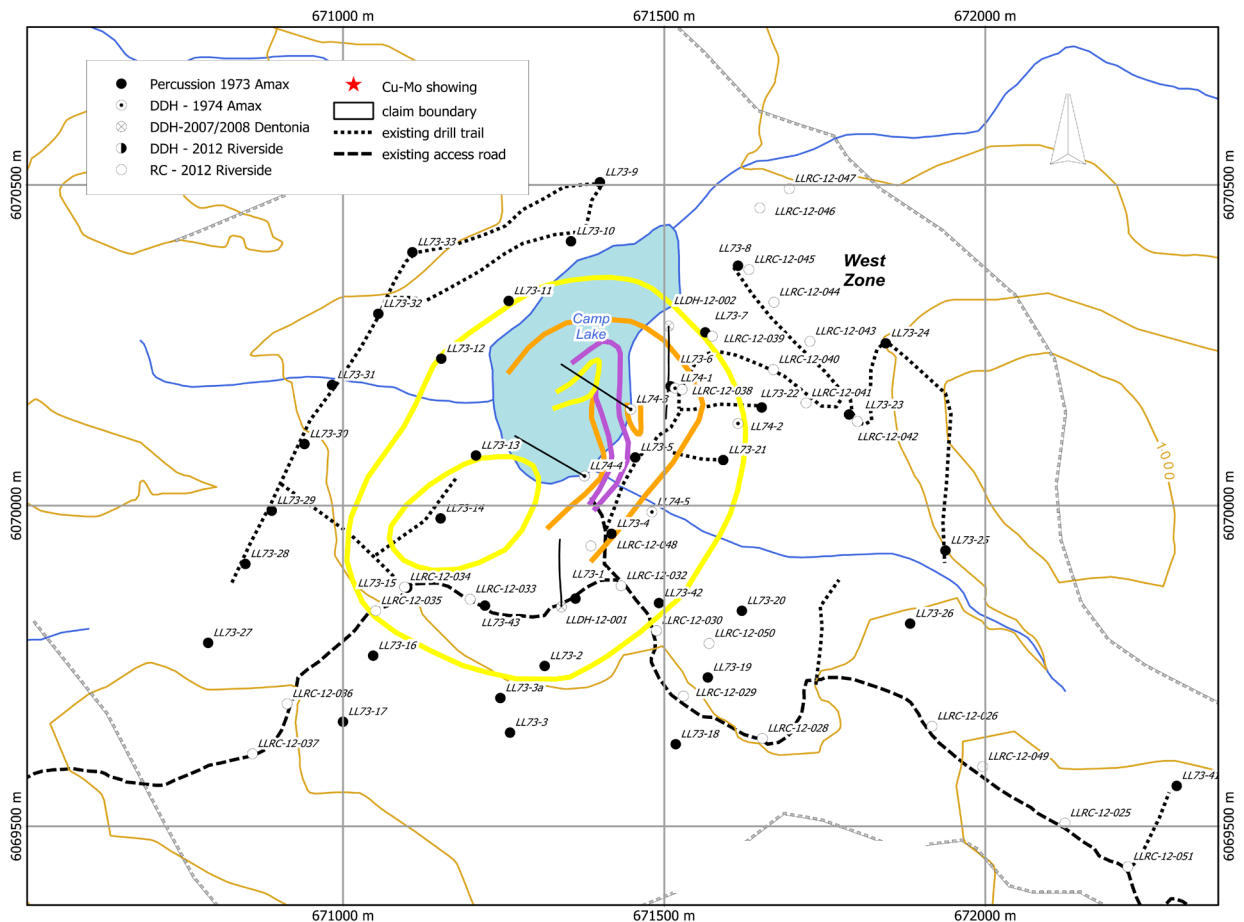 671000 m
671500 m
672000 m
Percussion 1973 Amax
DDH - 1974 Amax
DDH-2007/2008 Dentonia
DDH - 2012 Riverside
RC - 2012 Riverside
Cu-Mo showing
claim boundary
existing drill trail
existing access road
6070500 m
6070500 m
LL73-9
LLRC-12-047
LLRC-12-046
LL73-10
LL73-33
LL73-8
LLRC-12-045
West
Zone
LL73-11
LL73-32
LLDH-12-002
LLRC-12-044
LL73-7
Camp
Lake
LLRC-12-039
LLRC-12-043
LL73-24
LL73-12
LL73-6
LLRC-12-040
LL73-31
LL74-1
LLRC-12-038
LL73-22
LLRC-12-041
LL74-3
LL73-23
LL74-2
LLRC-12-042
LL73-30
LL73-13
LL73-5
LL73-21
1000
LL74-4
LL73-29
LL73-14
LL74-5
6070000 m
6070000 m
LL73-4
LL73-25
LLRC-12-048
LL73-28
LL73-15
LLRC-12-034
LL73-1
LLRC-12-032
LLRC-12-033
LLRC-12-035
LL73-43
LLDH-12-001
LL73-42
LL73-20
LLRC-12-030
LL73-26
LL73-27
LL73-16
LLRC-12-050
LL73-2
LL73-19
LL73-3a
LLRC-12-029
LLRC-12-036
LL73-17
LL73-3
LLRC-12-026
LL73-18
LLRC-12-028
LLRC-12-037
LLRC-12-049
LL73-41
LLRC-12-025
6069500 m
6069500 m
LLRC-12-051
671000 m
671500 m
672000 m